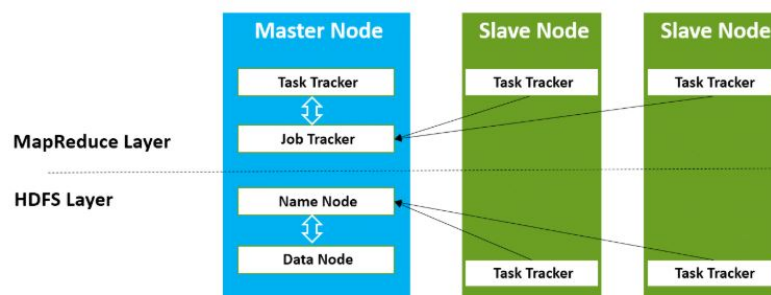 Master Node
Slave Node
Slave Node
Task Tracker
Task Tracker
Task Tracker
Job Tracker
MapReduce Layer
HDFS Layer
Name Node
Data Node
Task Tracker
Task Tracker